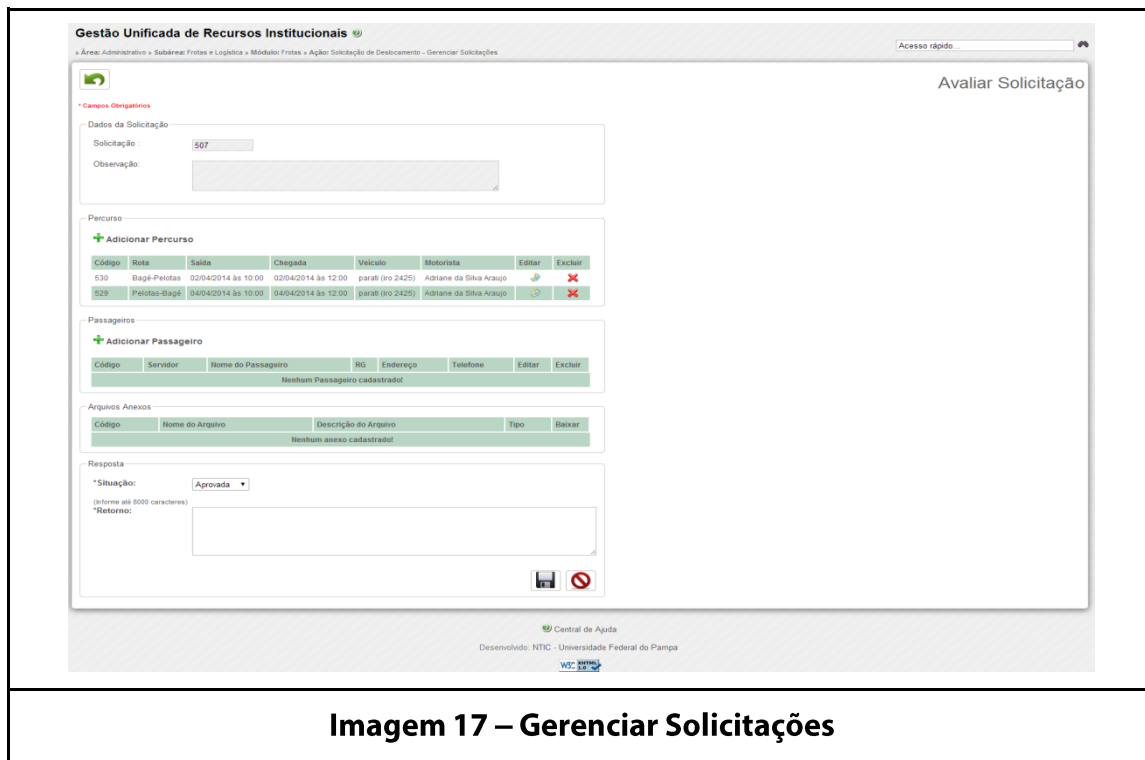 Gestão Unificada de Recursos Institucionais
» Área: Administrativo » Subárea: Frotas e Logística » Módulo: Frotas » Ação: Solicitação de Deslocamento - Gerenciar Solicitações
Acesso rápido...
Avaliar Solicitação
* Campos Obrigatórios
Dados da Solicitação
Solicitação : 507
Observação:
Percurso
Adicionar Percurso
Código Rota Saída Chegada Veículo Motorista Editar Excluir
530 Bagé-Pelotas 02/04/2014 às 10:00 02/04/2014 às 12:00 parati (iro 2425) Adriane da Silva Araujo
529 Pelotas-Bagé 04/04/2014 às 10:00 04/04/2014 às 12:00 parati (iro 2425) Adriane da Silva Araujo
Passageiros
Adicionar Passageiro
Código Servidor Nome do Passageiro RG Endereço Telefone Editar Excluir
Nenhum Passageiro cadastrado!
Arquivos Anexos
Código Nome do Arquivo Descrição do Arquivo Tipo Baixar
Nenhum anexo cadastrado!
Resposta
*Situação: Aprovada
(Informe até 8000 caracteres)
*Retorno:
Central de Ajuda
Desenvolvido: NTIC - Universidade Federal do Pampa
W3C XHTML 1.0
Imagem 17 – Gerenciar Solicitações